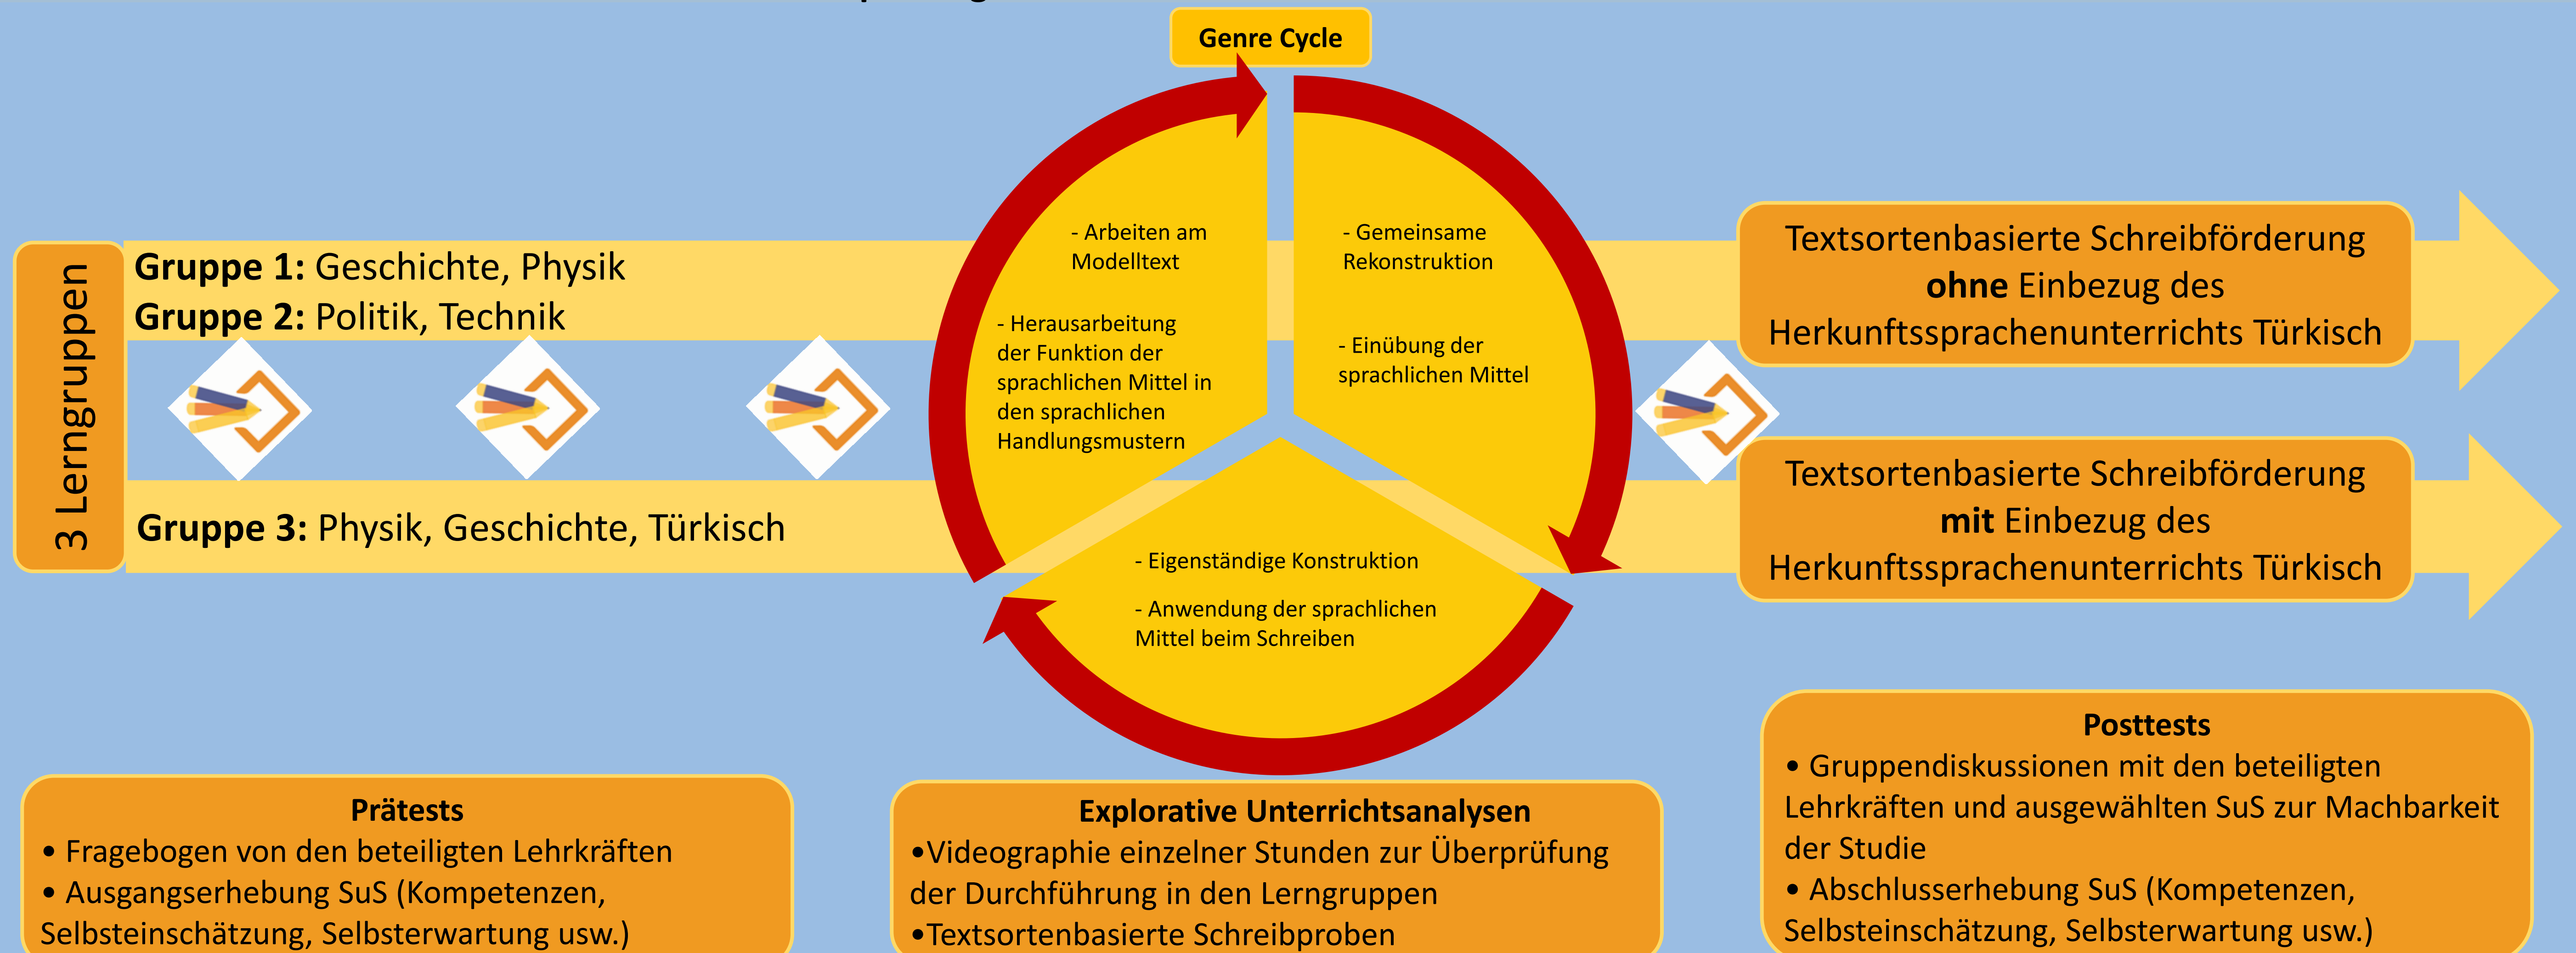 Genre Cycle
3 Lerngruppen
Gruppe 1: Geschichte, Physik
Gruppe 2: Politik, Technik
Gruppe 3: Physik, Geschichte, Türkisch
- Arbeiten am
Modelltext
- Herausarbeitung
der Funktion der
sprachlichen Mittel in
den sprachlichen
Handlungsmustern
- Gemeinsame
Rekonstruktion
- Einübung der
sprachlichen Mittel
- Eigenständige Konstruktion
- Anwendung der sprachlichen
Mittel beim Schreiben
Textsortenbasierte Schreibförderung
ohne Einbezug des
Herkunftssprachenunterrichts Türkisch
Textsortenbasierte Schreibförderung
mit Einbezug des
Herkunftssprachenunterrichts Türkisch
Prätests
• Fragebogen von den beteiligten Lehrkräften
• Ausgangserhebung SuS (Kompetenzen,
Selbsteinschätzung, Selbsterwartung usw.)
Explorative Unterrichtsanalysen
•Videographie einzelner Stunden zur Überprüfung
der Durchführung in den Lerngruppen
•Textsortenbasierte Schreibproben
Posttests
• Gruppendiskussionen mit den beteiligten
Lehrkräften und ausgewählten SuS zur Machbarkeit
der Studie
• Abschlusserhebung SuS (Kompetenzen,
Selbsteinschätzung, Selbsterwartung usw.)